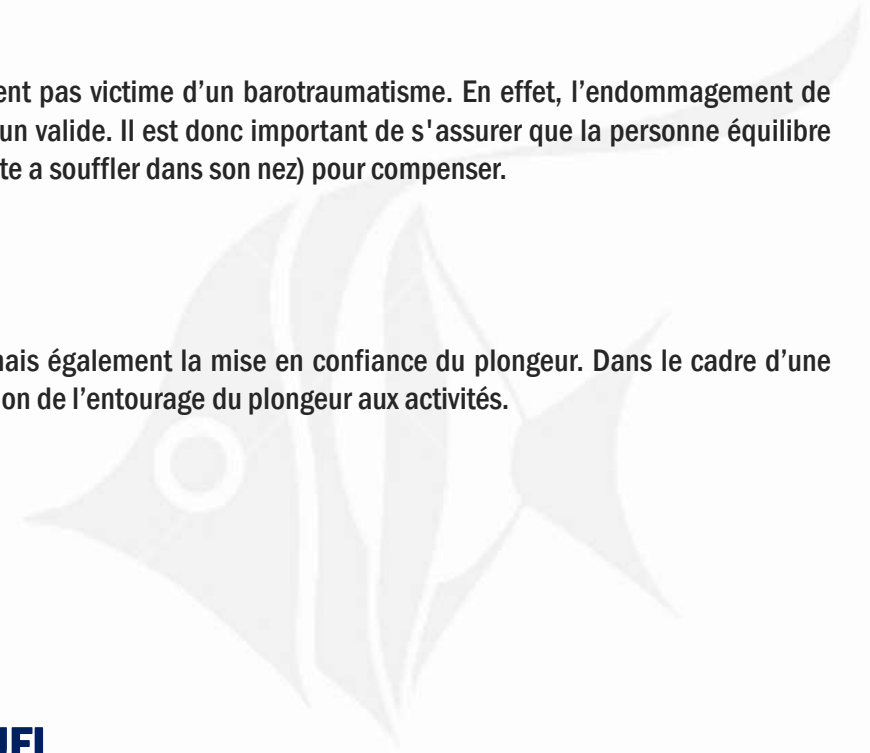 ent pas victime d’un barotraumatisme. En effet, l’endommagement de
un valide. Il est donc important de s'assurer que la personne équilibre
te a souffler dans son nez) pour compenser.
nais également la mise en confiance du plongeur. Dans le cadre d’une
on de l’entourage du plongeur aux activités.